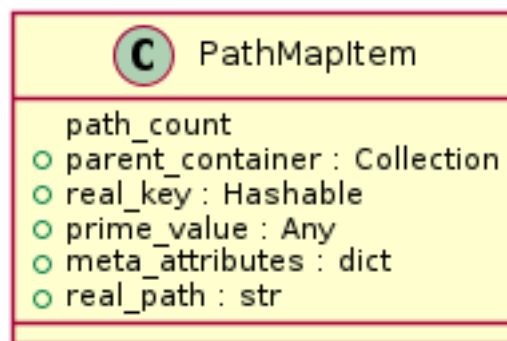 C PathMapItem
path_count
parent_container : Collection
real_key : Hashable
prime_value : Any
meta_attributes : dict
real_path : str